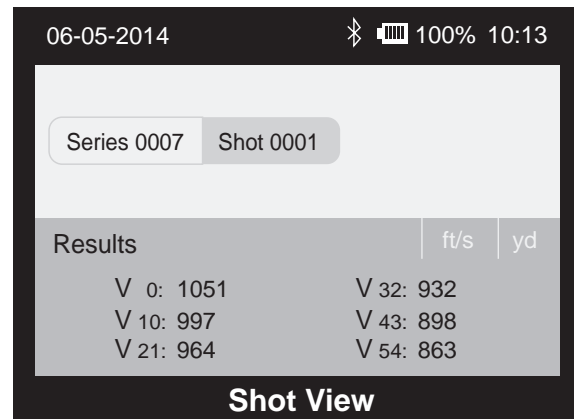 06-05-2014 100% 10:13
Series 0007 Shot 0001
Results ft/s yd
V 0: 1051 V 32: 932
V 10: 997 V 43: 898
V 21: 964 V 54: 863
Shot View